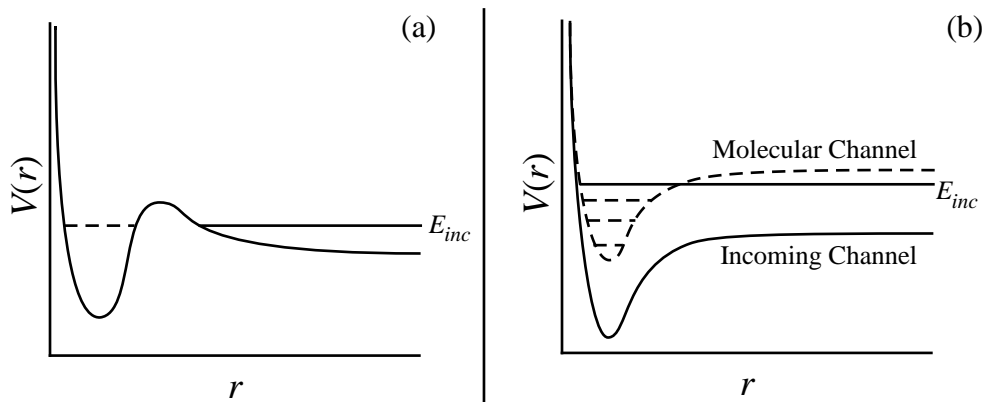 (a)
V(r)
E_inc
r
(b)
V(r)
Molecular Channel
E_inc
Incoming Channel
r